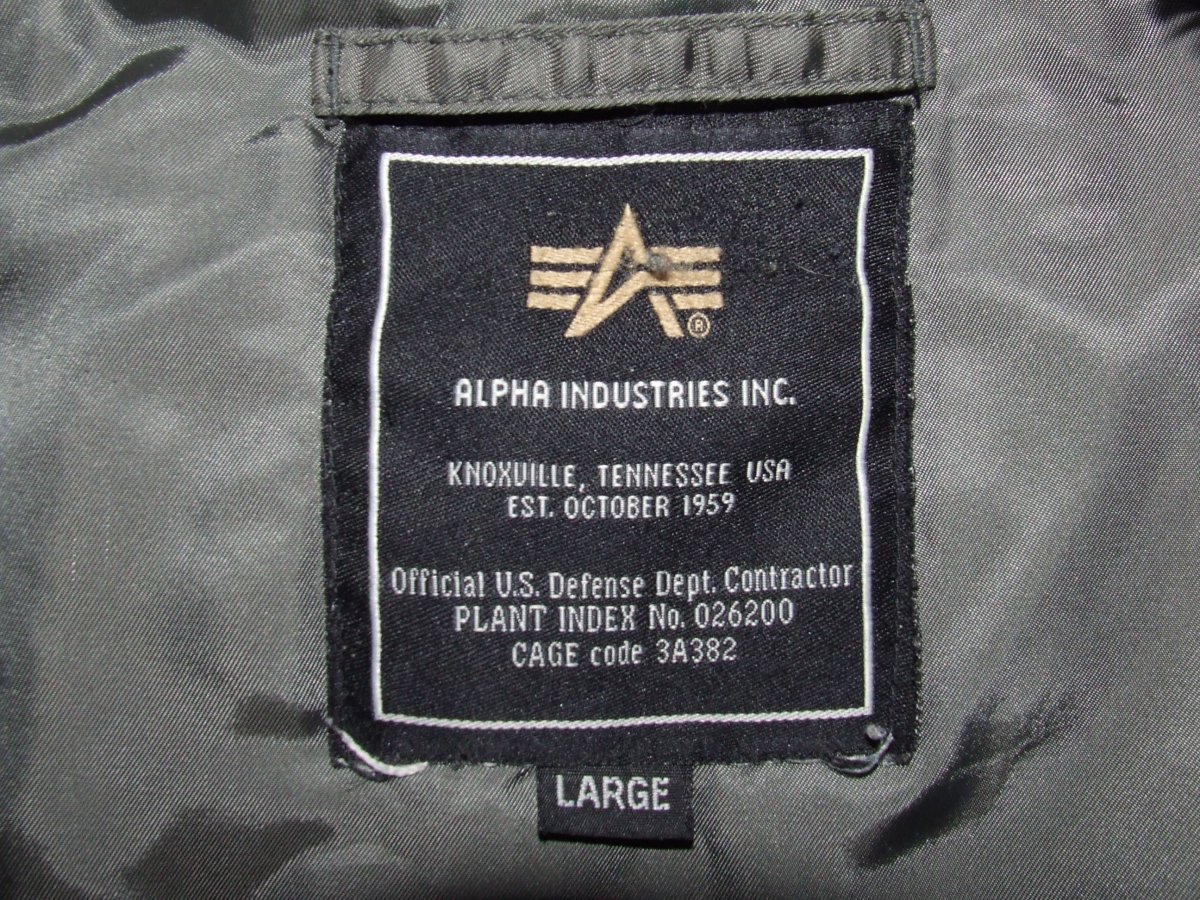 ®
ALPHA INDUSTRIES INC.
KNOXVILLE, TENNESSEE USA
EST. OCTOBER 1959
Official U.S. Defense Dept. Contractor
PLANT INDEX No. 026200
CAGE code 3A382
LARGE